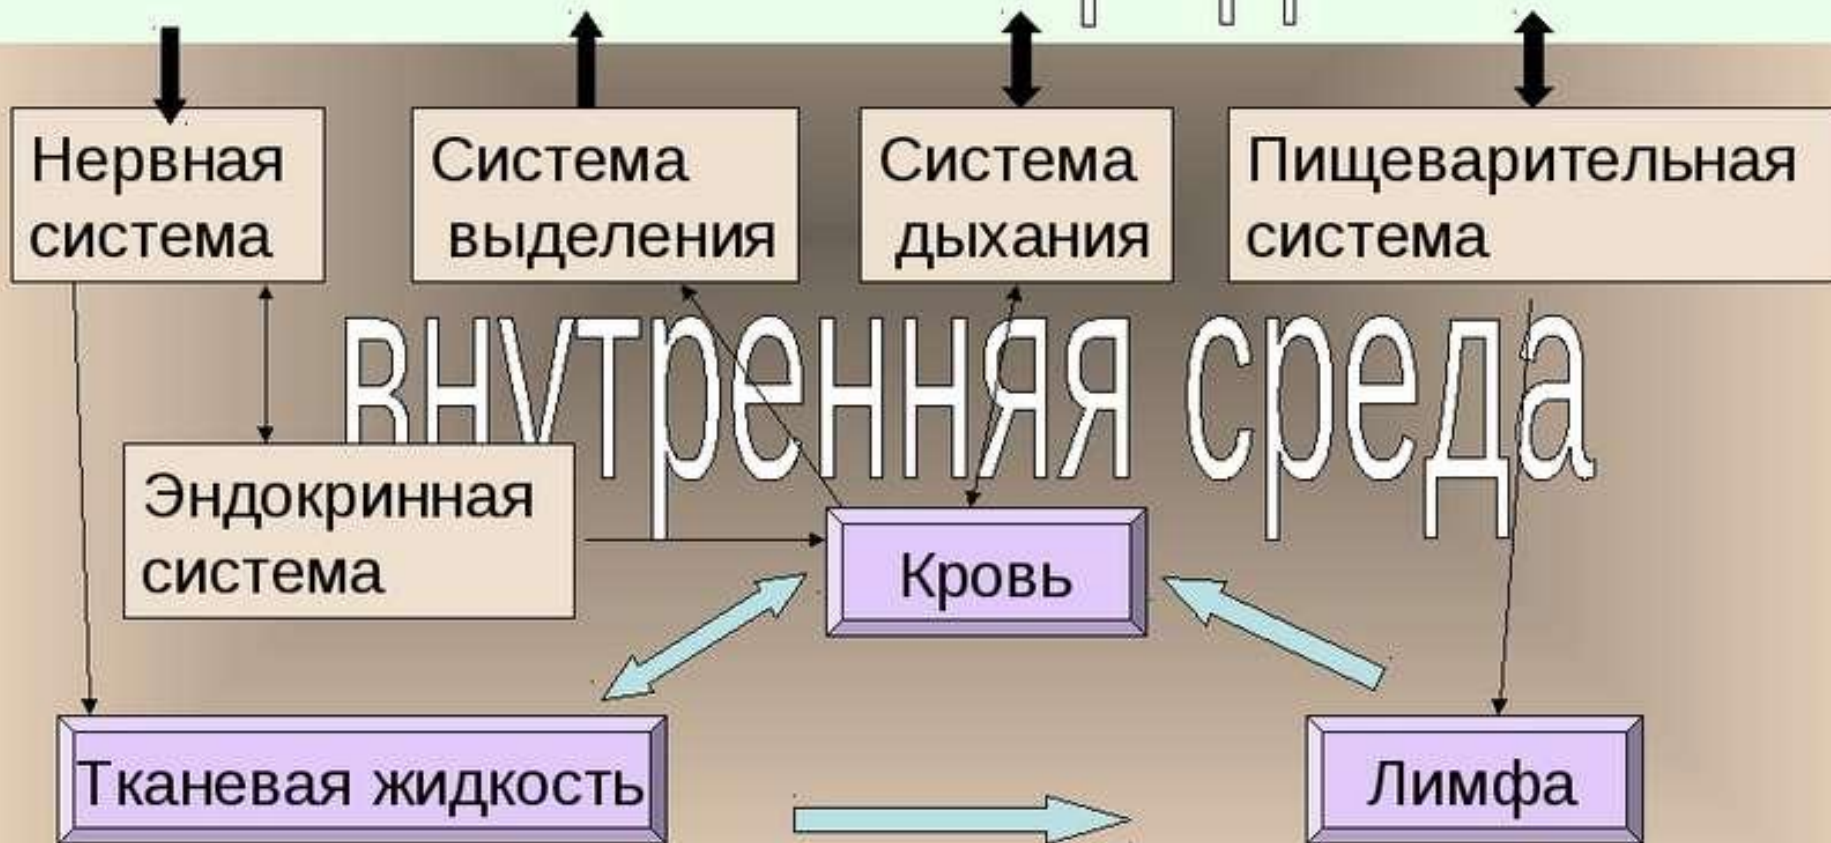 Нервная
система
Система
выделения
Система
дыхания
Пищеварительная
система
внутренняя среда
Эндокринная
система
Кровь
Тканевая жидкость
Лимфа